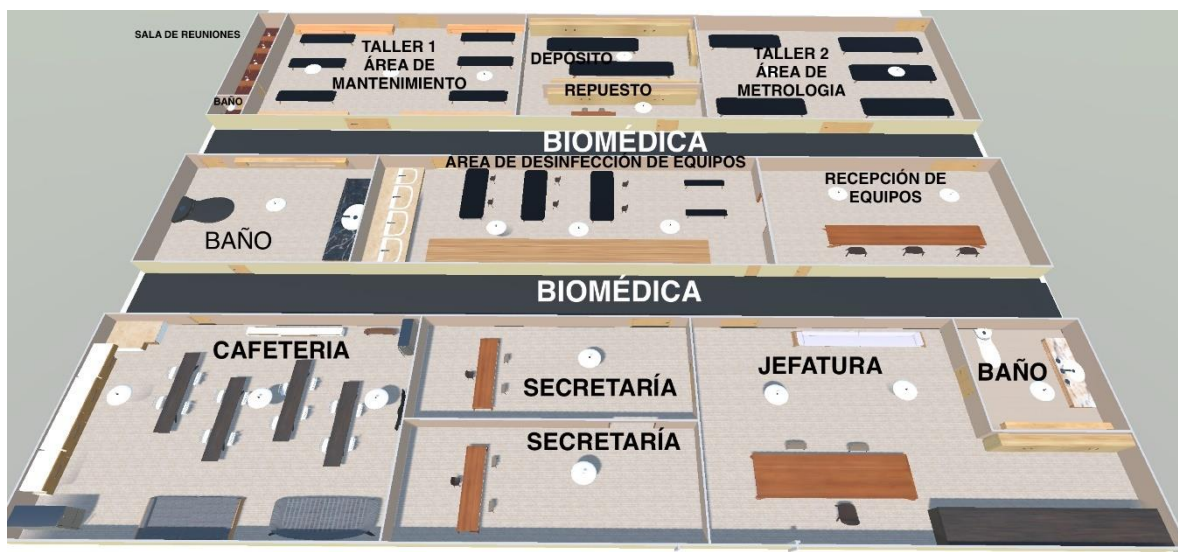 SALA DE REUNIONES
TALLER 1
ÁREA DE
MANTENIMIENTO
DEPÓSITO
REPUESTO
TALLER 2
ÁREA DE
METROLOGIA
BAÑO
BIOMÉDICA
AREA DE DESINFECCIÓN DE EQUIPOS
RECEPCIÓN DE
EQUIPOS
BAÑO
BIOMÉDICA
CAFETERIA
SECRETARÍA
JEFATURA
BAÑO
SECRETARÍA